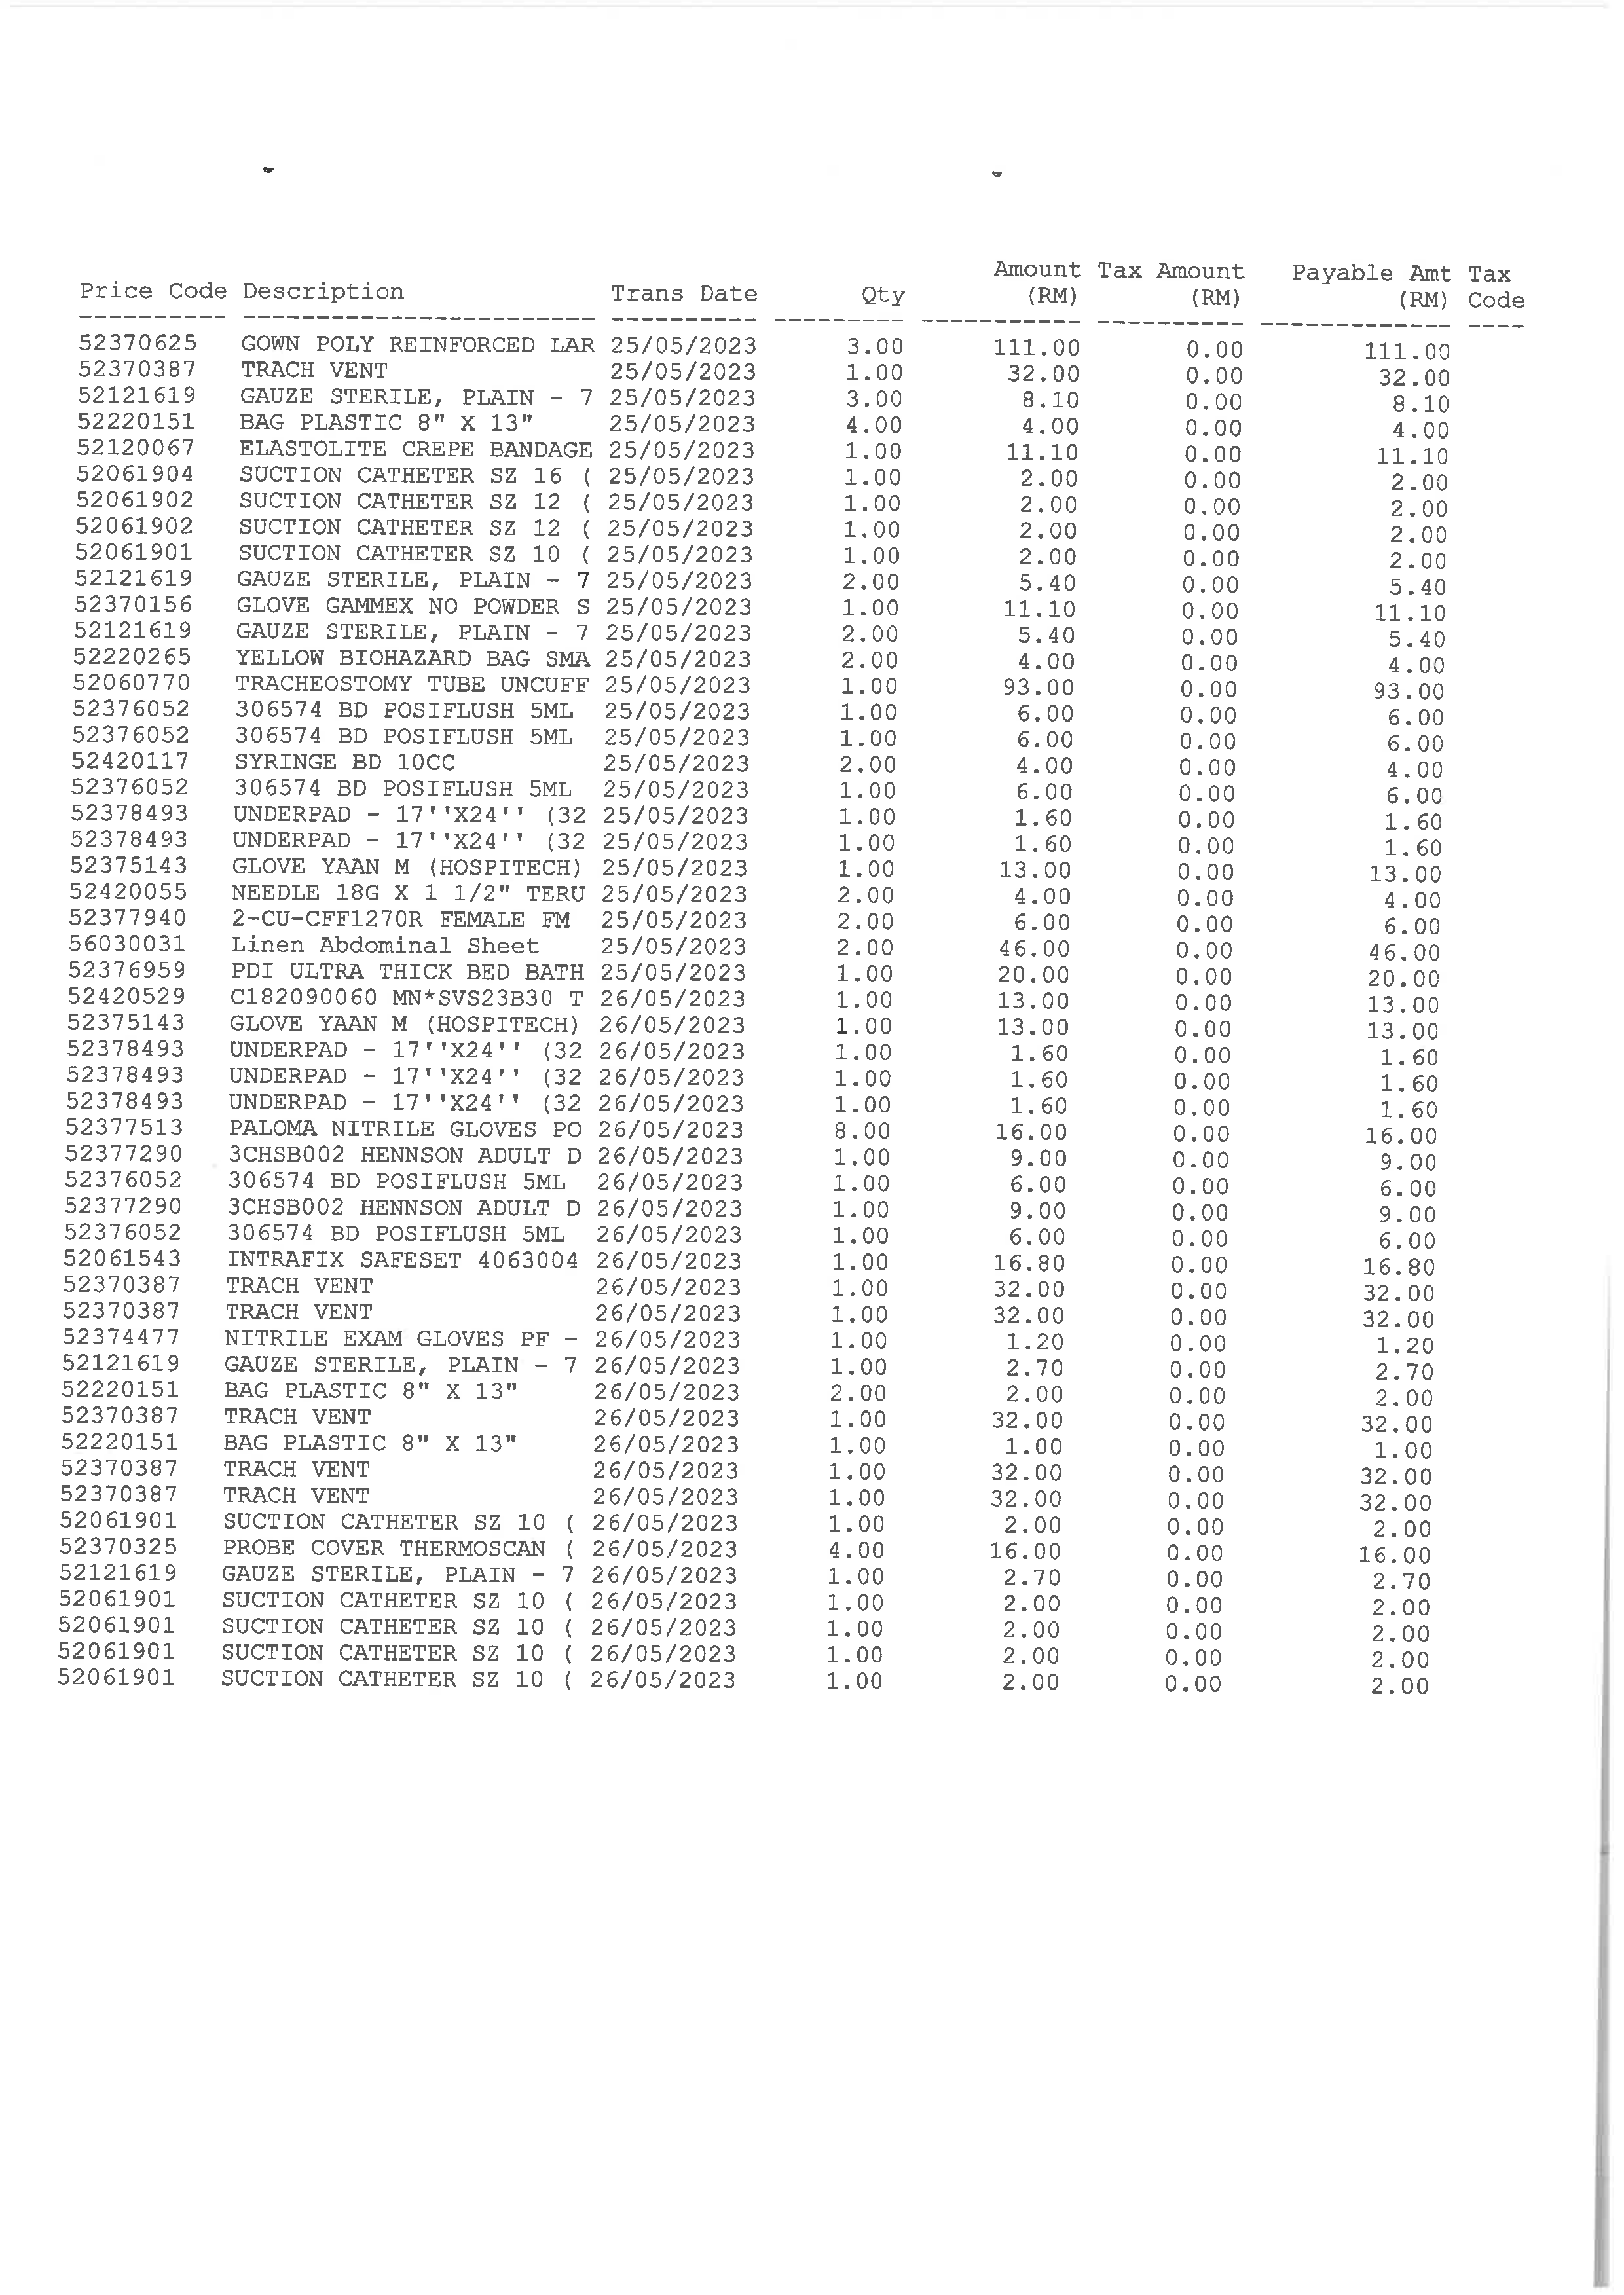 Amount Tax Amount Payable Amt Tax
Price Code Description Trans Date Qty (RM) (RM) (RM) Code
---------- ------------------------ ---------- --------- ----------- ---------- ------------- ----
52370625 GOWN POLY REINFORCED LAR 25/05/2023 3.00 111.00 0.00 111.00
52370387 TRACH VENT 25/05/2023 1.00 32.00 0.00 32.00
52121619 GAUZE STERILE, PLAIN - 7 25/05/2023 3.00 8.10 0.00 8.10
52220151 BAG PLASTIC 8" X 13" 25/05/2023 4.00 4.00 0.00 4.00
52120067 ELASTOLITE CREPE BANDAGE 25/05/2023 1.00 11.10 0.00 11.10
52061904 SUCTION CATHETER SZ 16 ( 25/05/2023 1.00 2.00 0.00 2.00
52061902 SUCTION CATHETER SZ 12 ( 25/05/2023 1.00 2.00 0.00 2.00
52061902 SUCTION CATHETER SZ 12 ( 25/05/2023 1.00 2.00 0.00 2.00
52061901 SUCTION CATHETER SZ 10 ( 25/05/2023 1.00 2.00 0.00 2.00
52121619 GAUZE STERILE, PLAIN - 7 25/05/2023 2.00 5.40 0.00 5.40
52370156 GLOVE GAMMEX NO POWDER S 25/05/2023 1.00 11.10 0.00 11.10
52121619 GAUZE STERILE, PLAIN - 7 25/05/2023 2.00 5.40 0.00 5.40
52220265 YELLOW BIOHAZARD BAG SMA 25/05/2023 2.00 4.00 0.00 4.00
52060770 TRACHEOSTOMY TUBE UNCUFF 25/05/2023 1.00 93.00 0.00 93.00
52376052 306574 BD POSIFLUSH 5ML 25/05/2023 1.00 6.00 0.00 6.00
52376052 306574 BD POSIFLUSH 5ML 25/05/2023 1.00 6.00 0.00 6.00
52420117 SYRINGE BD 10CC 25/05/2023 2.00 4.00 0.00 4.00
52376052 306574 BD POSIFLUSH 5ML 25/05/2023 1.00 6.00 0.00 6.00
52378493 UNDERPAD - 17''X24'' (32 25/05/2023 1.00 1.60 0.00 1.60
52378493 UNDERPAD - 17''X24'' (32 25/05/2023 1.00 1.60 0.00 1.60
52375143 GLOVE YAAN M (HOSPITECH) 25/05/2023 1.00 13.00 0.00 13.00
52420055 NEEDLE 18G X 1 1/2" TERU 25/05/2023 2.00 4.00 0.00 4.00
52377940 2-CU-CFF1270R FEMALE FM 25/05/2023 2.00 6.00 0.00 6.00
56030031 Linen Abdominal Sheet 25/05/2023 2.00 46.00 0.00 46.00
52376959 PDI ULTRA THICK BED BATH 25/05/2023 1.00 20.00 0.00 20.00
52420529 C182090060 MN*SVS23B30 T 26/05/2023 1.00 13.00 0.00 13.00
52375143 GLOVE YAAN M (HOSPITECH) 26/05/2023 1.00 13.00 0.00 13.00
52378493 UNDERPAD - 17''X24'' (32 26/05/2023 1.00 1.60 0.00 1.60
52378493 UNDERPAD - 17''X24'' (32 26/05/2023 1.00 1.60 0.00 1.60
52378493 UNDERPAD - 17''X24'' (32 26/05/2023 1.00 1.60 0.00 1.60
52377513 PALOMA NITRILE GLOVES PO 26/05/2023 8.00 16.00 0.00 16.00
52377290 3CHSB002 HENNSON ADULT D 26/05/2023 1.00 9.00 0.00 9.00
52376052 306574 BD POSIFLUSH 5ML 26/05/2023 1.00 6.00 0.00 6.00
52377290 3CHSB002 HENNSON ADULT D 26/05/2023 1.00 9.00 0.00 9.00
52376052 306574 BD POSIFLUSH 5ML 26/05/2023 1.00 6.00 0.00 6.00
52061543 INTRAFIX SAFESET 4063004 26/05/2023 1.00 16.80 0.00 16.80
52370387 TRACH VENT 26/05/2023 1.00 32.00 0.00 32.00
52370387 TRACH VENT 26/05/2023 1.00 32.00 0.00 32.00
52374477 NITRILE EXAM GLOVES PF - 26/05/2023 1.00 1.20 0.00 1.20
52121619 GAUZE STERILE, PLAIN - 7 26/05/2023 1.00 2.70 0.00 2.70
52220151 BAG PLASTIC 8" X 13" 26/05/2023 2.00 2.00 0.00 2.00
52370387 TRACH VENT 26/05/2023 1.00 32.00 0.00 32.00
52220151 BAG PLASTIC 8" X 13" 26/05/2023 1.00 1.00 0.00 1.00
52370387 TRACH VENT 26/05/2023 1.00 32.00 0.00 32.00
52370387 TRACH VENT 26/05/2023 1.00 32.00 0.00 32.00
52061901 SUCTION CATHETER SZ 10 ( 26/05/2023 1.00 2.00 0.00 2.00
52370325 PROBE COVER THERMOSCAN ( 26/05/2023 4.00 16.00 0.00 16.00
52121619 GAUZE STERILE, PLAIN - 7 26/05/2023 1.00 2.70 0.00 2.70
52061901 SUCTION CATHETER SZ 10 ( 26/05/2023 1.00 2.00 0.00 2.00
52061901 SUCTION CATHETER SZ 10 ( 26/05/2023 1.00 2.00 0.00 2.00
52061901 SUCTION CATHETER SZ 10 ( 26/05/2023 1.00 2.00 0.00 2.00
52061901 SUCTION CATHETER SZ 10 ( 26/05/2023 1.00 2.00 0.00 2.00